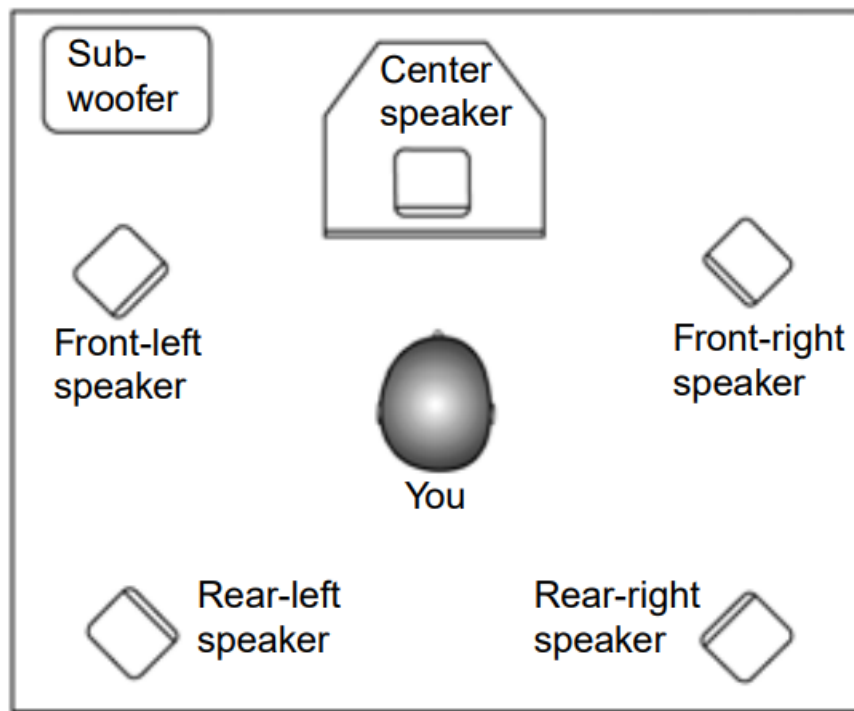 Sub-
woofer
Center
speaker
Front-left
speaker
Front-right
speaker
You
Rear-left
speaker
Rear-right
speaker